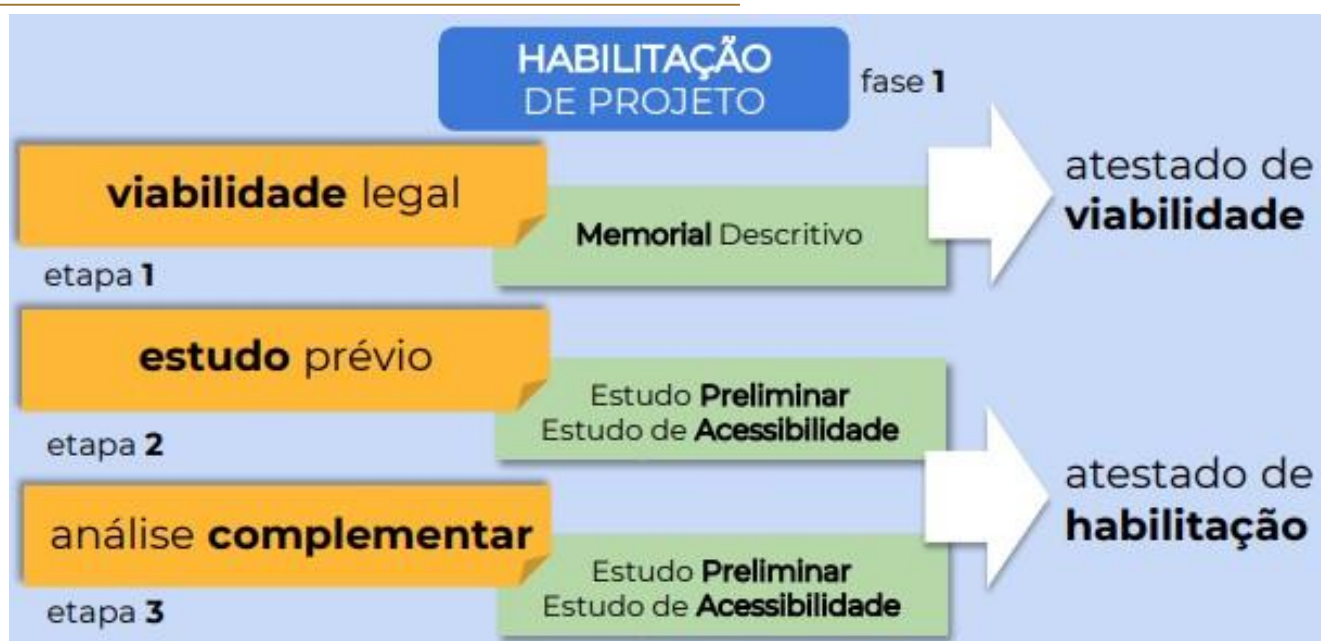 HABILITAÇÃO
DE PROJETO
fase 1
viabilidade legal
Memorial Descritivo
atestado de
viabilidade
etapa 1
estudo prévio
Estudo Preliminar
Estudo de Acessibilidade
etapa 2
atestado de
habilitação
análise complementar
Estudo Preliminar
Estudo de Acessibilidade
etapa 3